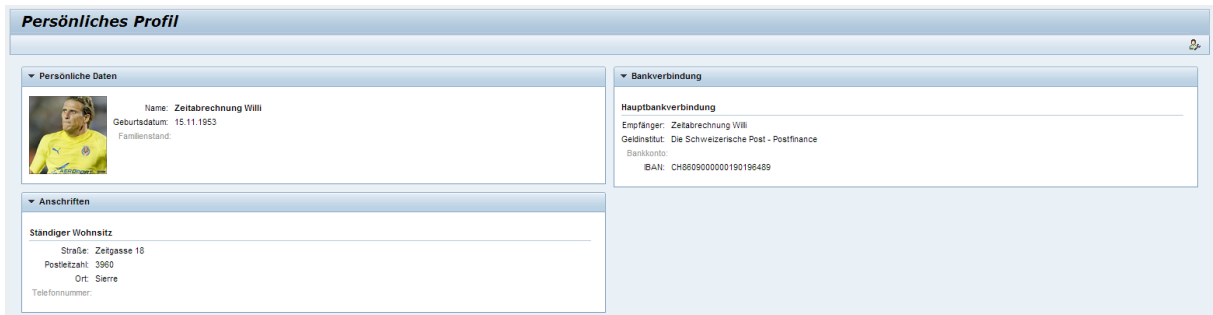 Persönliches Profil
Persönliche Daten
Name: Zeitabrechnung Willi
Geburtsdatum: 15.11.1953
Familienstand:
Anschriften
Ständiger Wohnsitz
Straße: Zeitgasse 18
Postleitzahl: 3960
Ort: Sierre
Telefonnummer:
Bankverbindung
Hauptbankverbindung
Empfänger: Zeitabrechnung Willi
Geldinstitut: Die Schweizerische Post - Postfinance
Bankkonto:
IBAN: CH8609000000190196489